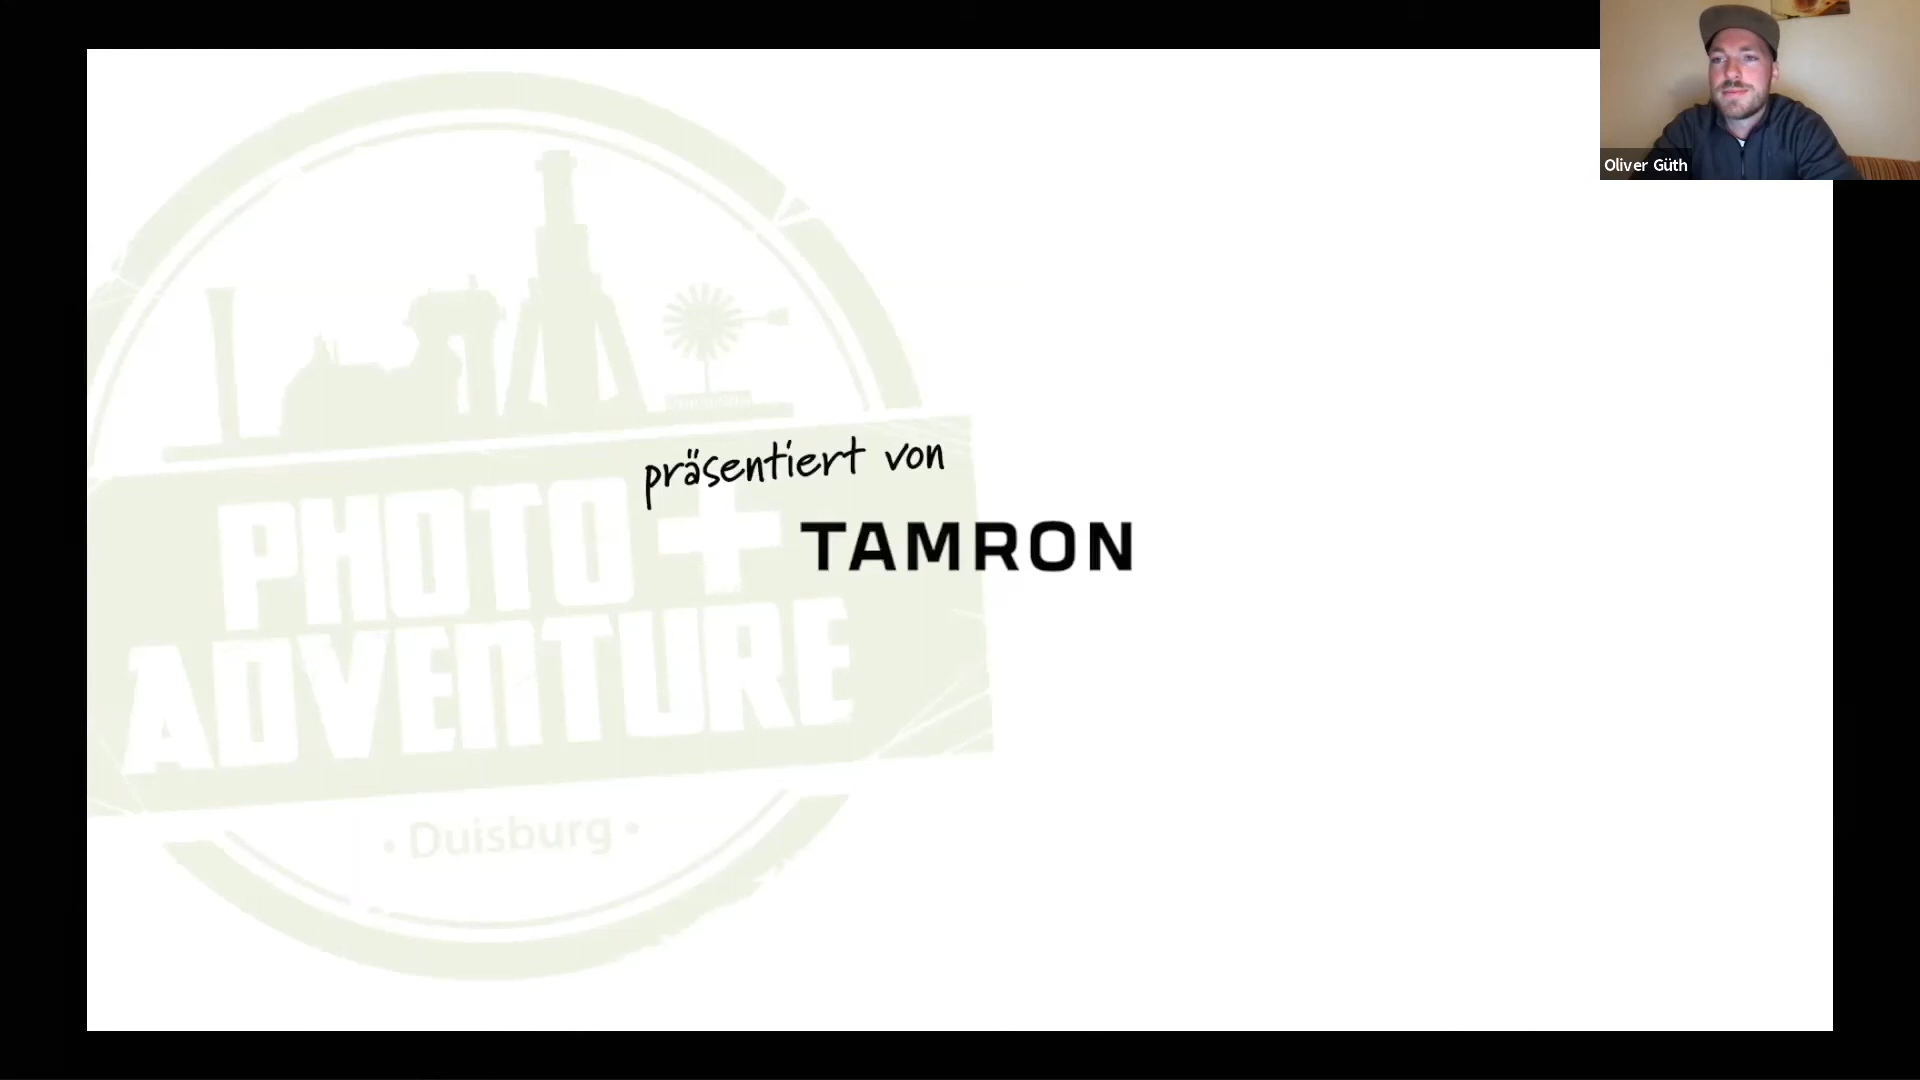 Oliver Güth
präsentiert von
TAMRON
PHOTO +
ADVENTURE
• Duisburg •